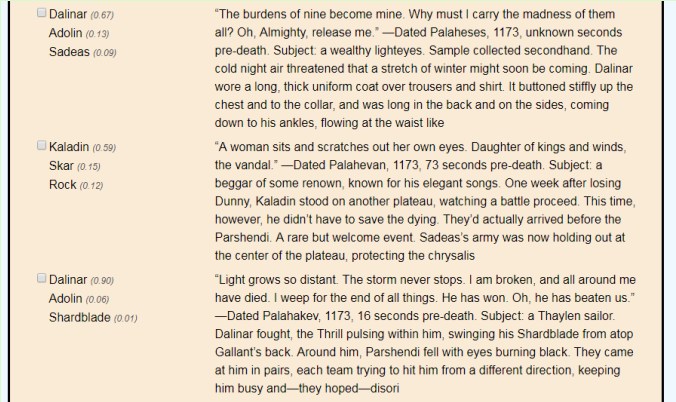 Dalinar (0.67)
Adolin (0.13)
Sadeas (0.09)
“The burdens of nine become mine. Why must I carry the madness of them
all? Oh, Almighty, release me.” —Dated Palaheses, 1173, unknown seconds
pre-death. Subject: a wealthy lighteyes. Sample collected secondhand. The
cold night air threatened that a stretch of winter might soon be coming. Dalinar
wore a long, thick uniform coat over trousers and shirt. It buttoned stiffly up the
chest and to the collar, and was long in the back and on the sides, coming
down to his ankles, flowing at the waist like
Kaladin (0.59)
Skar (0.15)
Rock (0.12)
“A woman sits and scratches out her own eyes. Daughter of kings and winds,
the vandal.” —Dated Palahevan, 1173, 73 seconds pre-death. Subject: a
beggar of some renown, known for his elegant songs. One week after losing
Dunny, Kaladin stood on another plateau, watching a battle proceed. This time,
however, he didn’t have to save the dying. They’d actually arrived before the
Parshendi. A rare but welcome event. Sadeas’s army was now holding out at
the center of the plateau, protecting the chrysalis
Dalinar (0.90)
Adolin (0.06)
Shardblade (0.01)
“Light grows so distant. The storm never stops. I am broken, and all around me
have died. I weep for the end of all things. He has won. Oh, he has beaten us.”
—Dated Palahakev, 1173, 16 seconds pre-death. Subject: a Thaylen sailor.
Dalinar fought, the Thrill pulsing within him, swinging his Shardblade from atop
Gallant’s back. Around him, Parshendi fell with eyes burning black. They came
at him in pairs, each team trying to hit him from a different direction, keeping
him busy and—they hoped—disori